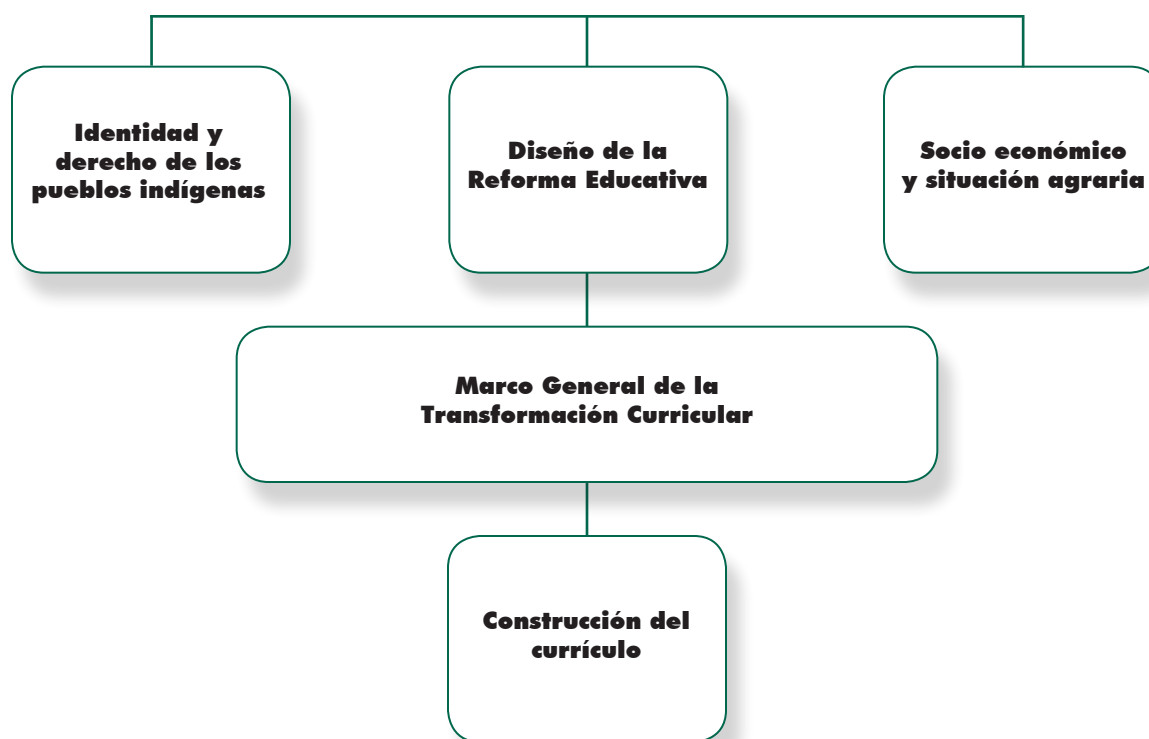 Identidad y
derecho de los
pueblos indígenas
Diseño de la
Reforma Educativa
Socio económico
y situación agraria
Marco General de la
Transformación Curricular
Construcción del
currículo